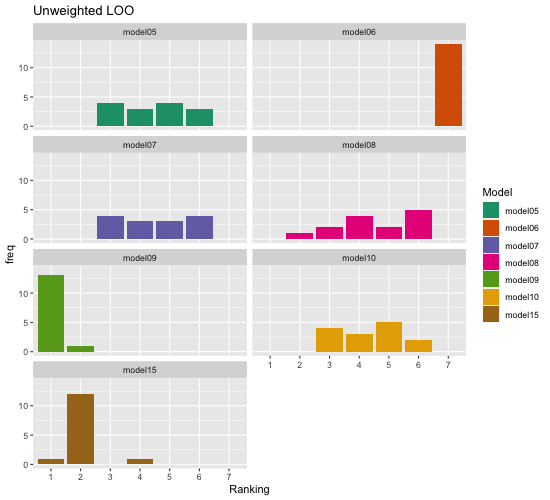 Unweighted LOO
model05
model06
10
5
0
model07
model08
10
5
0
model09
model10
10
5
0
1 2 3 4 5 6 7
model15
10
5
0
1 2 3 4 5 6 7
freq
Ranking
Model
model05
model06
model07
model08
model09
model10
model15